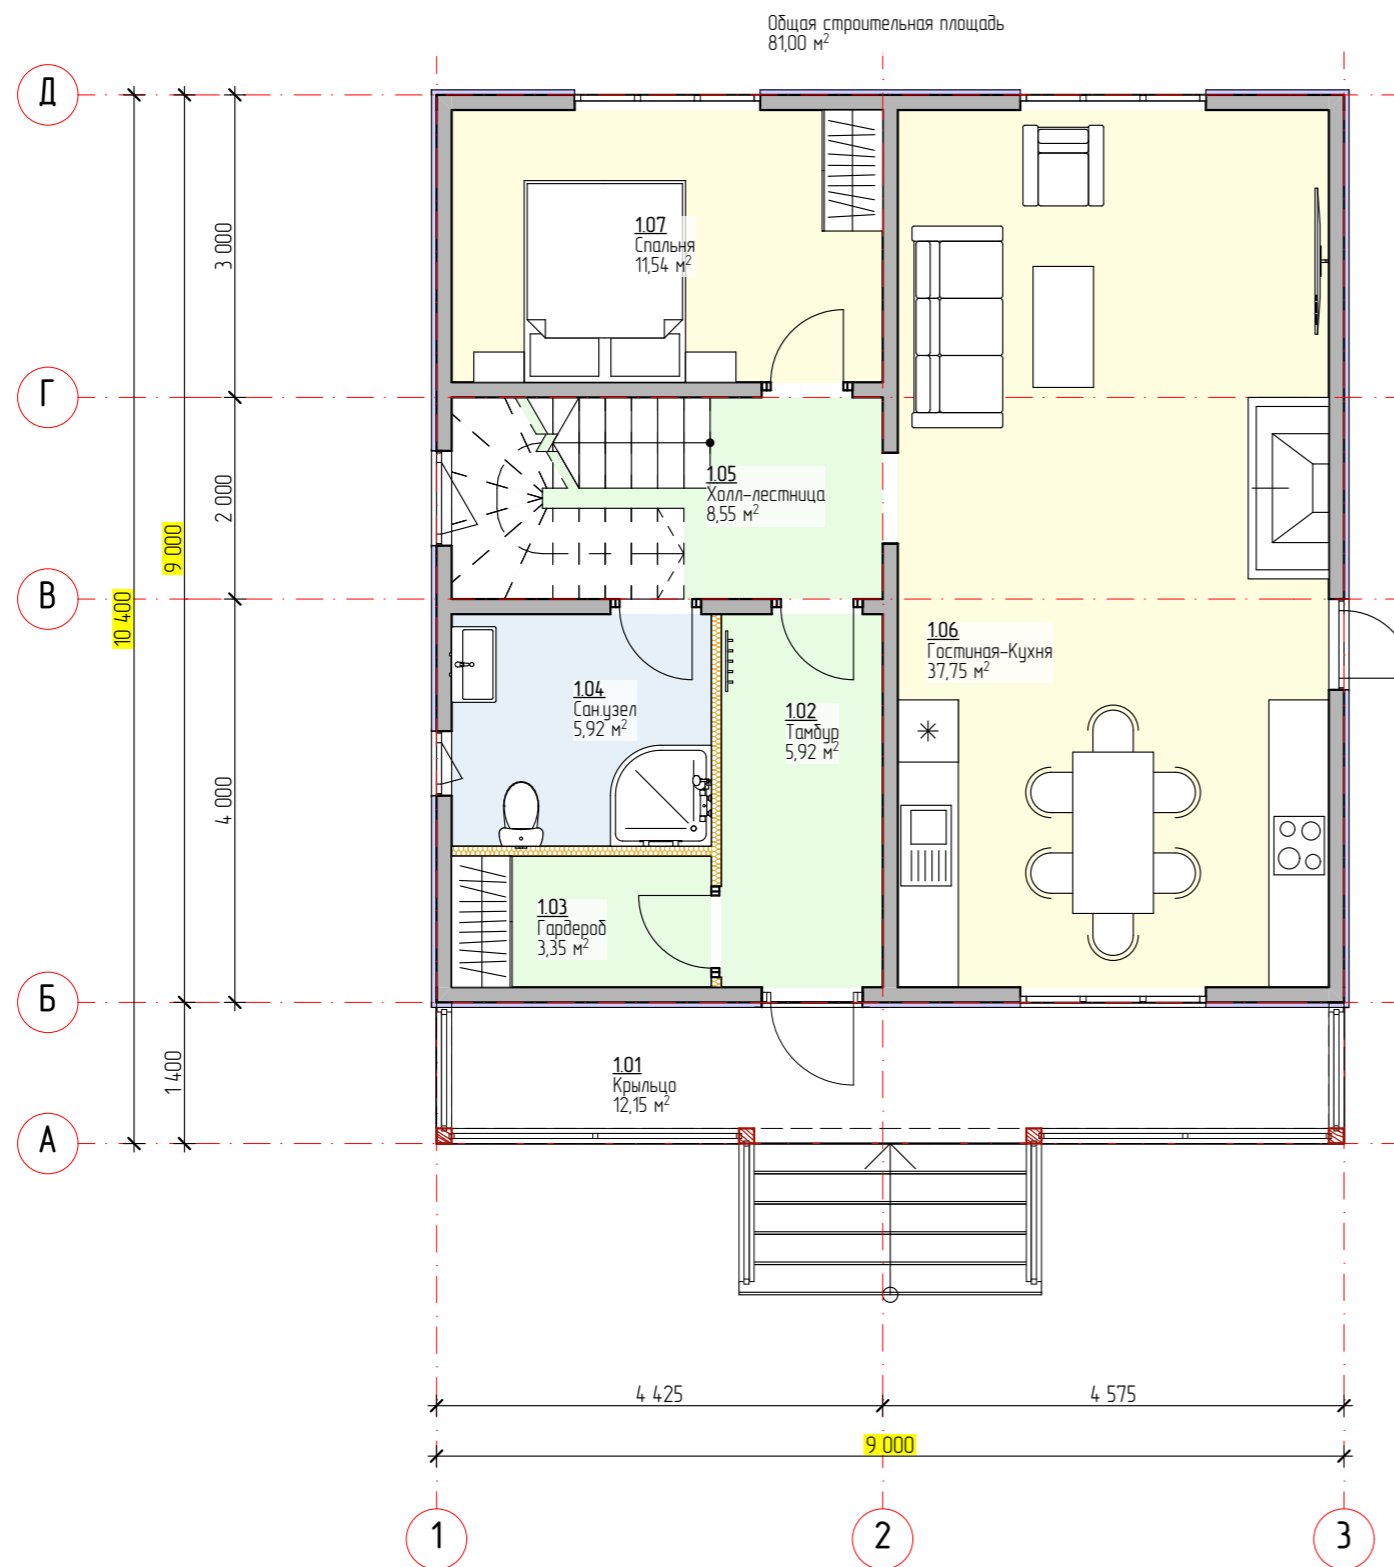 Общая строительная площадь
81,00 м²
Д
3 000
1.07
Спальня
11,54 м²
Г
2 000
9 000
1.05
Холл-лестница
8,55 м²
В
10 400
1.06
Гостиная-Кухня
37,75 м²
1.04
Сан.узел
5,92 м²
1.02
Тамбур
5,92 м²
4 000
1.03
Гардероб
3,35 м²
Б
1 400
1.01
Крыльцо
12,15 м²
А
4 425
4 575
9 000
1
2
3